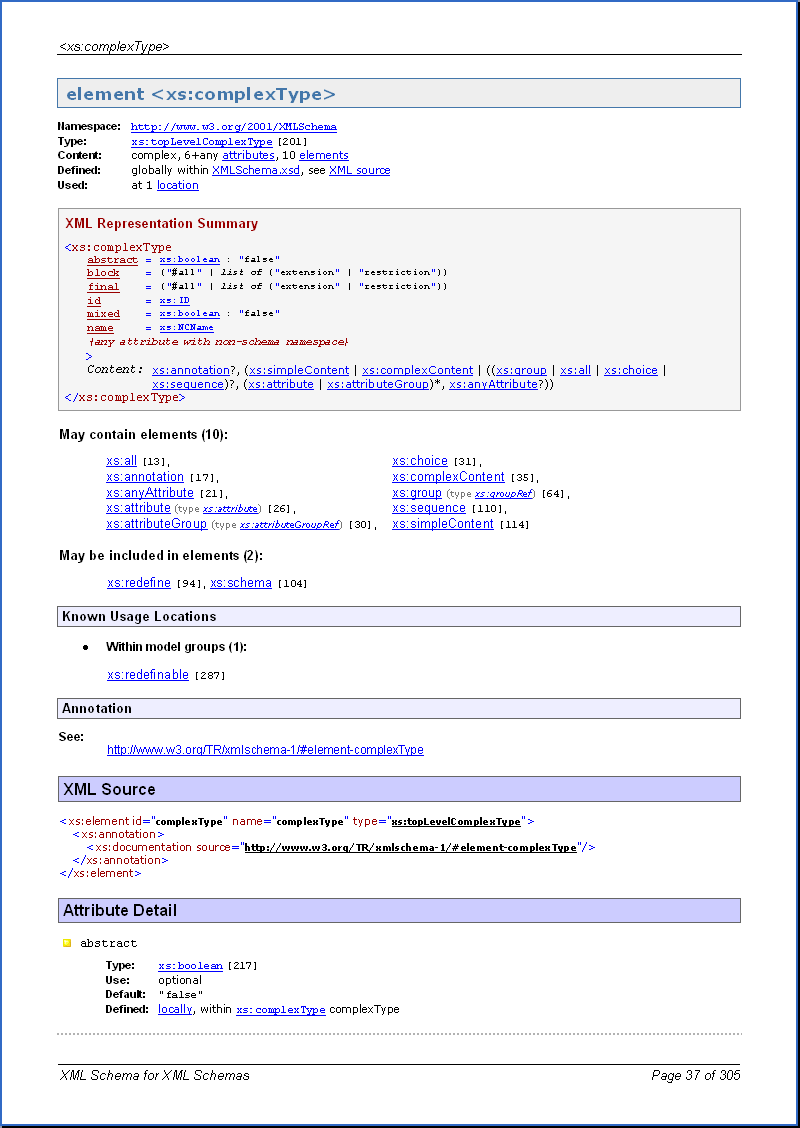 <xs:complexType>
element <xs:complexType>
Namespace: http://www.w3.org/2001/XMLSchema
Type: xs:topLevelComplexType [201]
Content: complex, 6+any attributes, 10 elements
Defined: globally within XMLSchema.xsd, see XML source
Used: at 1 location
XML Representation Summary
<xs:complexType
abstract = xs:boolean : "false"
block = ("#all" | list of ("extension" | "restriction"))
final = ("#all" | list of ("extension" | "restriction"))
id = xs:ID
mixed = xs:boolean : "false"
name = xs:NCName
{any attribute with non-schema namespace}
>
Content: xs:annotation?, (xs:simpleContent | xs:complexContent | ((xs:group | xs:all | xs:choice |
xs:sequence)?, (xs:attribute | xs:attributeGroup)*, xs:anyAttribute?))
</xs:complexType>
May contain elements (10):
xs:all [13], xs:choice [31],
xs:annotation [17], xs:complexContent [35],
xs:anyAttribute [21], xs:group (type xs:groupRef) [64],
xs:attribute (type xs:attribute) [26], xs:sequence [110],
xs:attributeGroup (type xs:attributeGroupRef) [30], xs:simpleContent [114]
May be included in elements (2):
xs:redefine [94], xs:schema [104]
Known Usage Locations
• Within model groups (1):
xs:redefinable [287]
Annotation
See:
http://www.w3.org/TR/xmlschema-1/#element-complexType
XML Source
<xs:element id="complexType" name="complexType" type="xs:topLevelComplexType">
<xs:annotation>
<xs:documentation source="http://www.w3.org/TR/xmlschema-1/#element-complexType"/>
</xs:annotation>
</xs:element>
Attribute Detail
abstract
Type: xs:boolean [217]
Use: optional
Default: "false"
Defined: locally, within xs:complexType complexType
XML Schema for XML Schemas Page 37 of 305